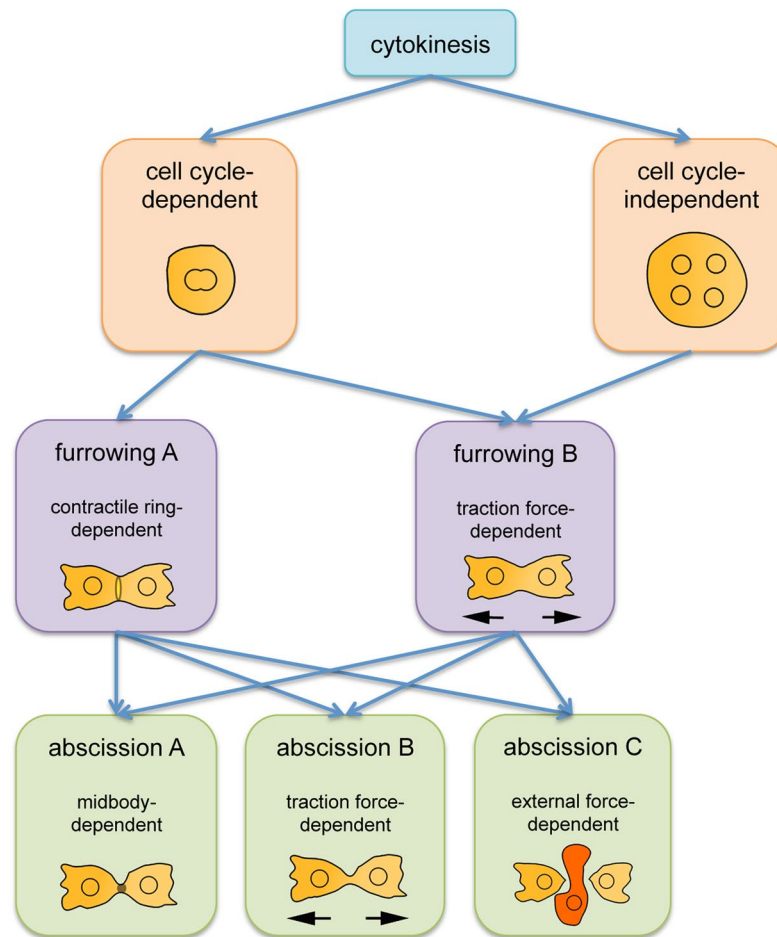 cytokinesis
cell cycle-
dependent
cell cycle-
independent
furrowing A
contractile ring-
dependent
furrowing B
traction force-
dependent
abscission A
midbody-
dependent
abscission B
traction force-
dependent
abscission C
external force-
dependent